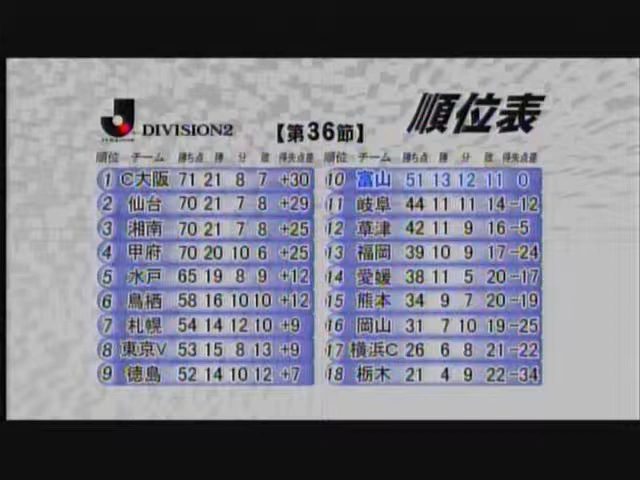 順位表
DIVISION2 【第36節】
順位 チーム 勝ち点 勝 分 敗 得失点差
1 C大阪 71 21 8 7 +30
2 仙台 70 21 7 8 +29
3 湘南 70 21 7 8 +25
4 甲府 70 20 10 6 +25
5 水戸 65 19 8 9 +12
6 鳥栖 58 16 10 10 +12
7 札幌 54 14 12 10 +9
8 東京V 53 15 8 13 +9
9 徳島 52 14 10 12 +7
順位 チーム 勝ち点 勝 分 敗 得失点差
10 富山 51 13 12 11 0
11 岐阜 44 11 11 14 -12
12 草津 42 11 9 16 -5
13 福岡 39 10 9 17 -24
14 愛媛 38 11 5 20 -17
15 熊本 34 9 7 20 -19
16 岡山 31 7 10 19 -25
17 横浜C 26 6 8 21 -22
18 栃木 21 4 9 22 -34